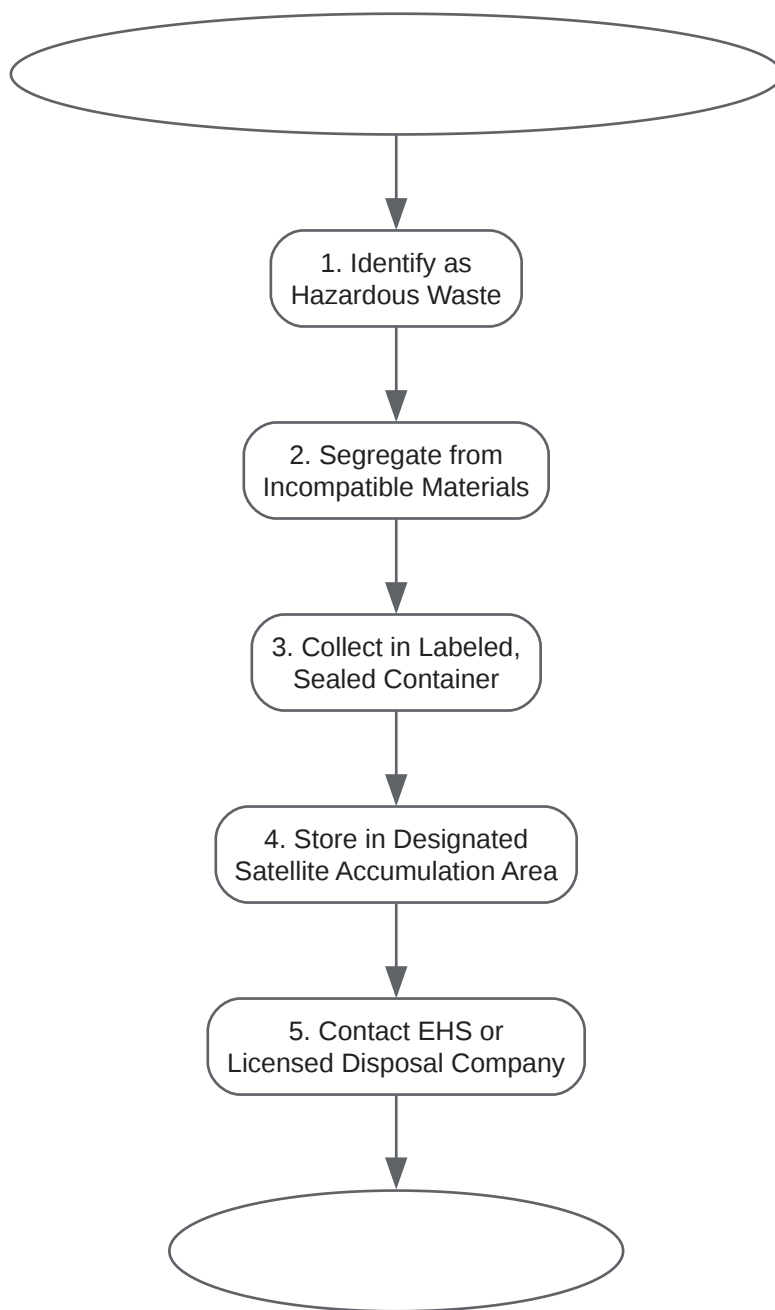 1. Identify as
Hazardous Waste
2. Segregate from
Incompatible Materials
3. Collect in Labeled,
Sealed Container
4. Store in Designated
Satellite Accumulation Area
5. Contact EHS or
Licensed Disposal Company